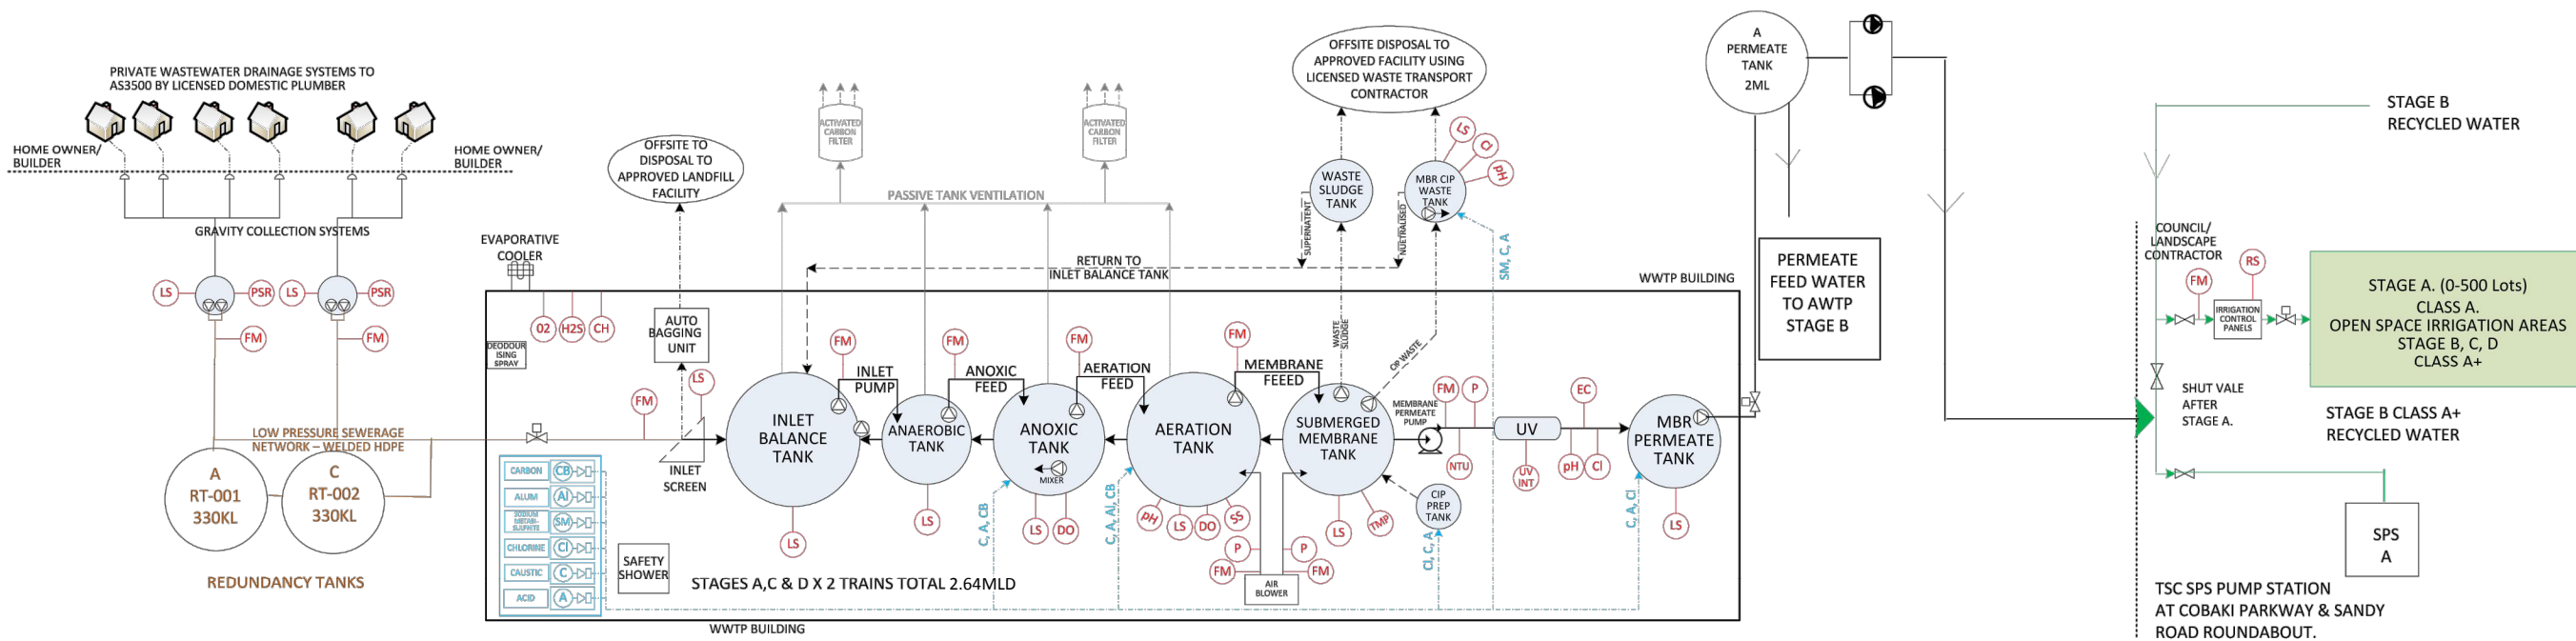 PRIVATE WASTEWATER DRAINAGE SYSTEMS TO
AS3500 BY LICENSED DOMESTIC PLUMBER
HOME OWNER/
BUILDER
HOME OWNER/
BUILDER
GRAVITY COLLECTION SYSTEMS
LS
PSR
LS
PSR
FM
FM
LOW PRESSURE SEWERAGE
NETWORK – WELDED HDPE
A
RT-001
330KL
C
RT-002
330KL
REDUNDANCY TANKS
EVAPORATIVE
COOLER
O2
H2S
CH
DEODOUR
ISING
SPRAY
OFFSITE TO
DISPOSAL TO
APPROVED LANDFILL
FACILITY
AUTO
BAGGING
UNIT
FM
LS
INLET
SCREEN
CARBON
CB
ALUM
Al
SODIUM
METABI-
SULPHITE
SM
CHLORINE
Cl
CAUSTIC
C
ACID
A
SAFETY
SHOWER
STAGES A,C & D X 2 TRAINS TOTAL 2.64MLD
WWTP BUILDING
ACTIVATED
CARBON
FILTER
ACTIVATED
CARBON
FILTER
PASSIVE TANK VENTILATION
RETURN TO
INLET BALANCE TANK
WWTP BUILDING
FM
INLET
PUMP
FM
ANOXIC
FEED
FM
AERATION
FEED
FM
MEMBRANE
FEEED
INLET
BALANCE
TANK
LS
ANAEROBIC
TANK
LS
ANOXIC
TANK
MIXER
LS
DO
C, A, CB
AERATION
TANK
pH
LS
DO
SS
C, A, Al, CB
P
FM
P
FM
AIR
BLOWER
SUBMERGED
MEMBRANE
TANK
LS
TMP
WASTE
SLUDGE
CIP WASTE
OFFSITE DISPOSAL TO
APPROVED FACILITY USING
LICENSED WASTE TRANSPORT
CONTRACTOR
WASTE
SLUDGE
TANK
SUPERNATENT
MBR CIP
WASTE
TANK
NUETRALISED
LS
Cl
pH
SM, C, A
MEMBRANE
PERMEATE
PUMP
FM
P
NTU
CIP
PREP
TANK
Cl, C, A
UV
UV
INT
EC
pH
Cl
MBR
PERMEATE
TANK
LS
C, A, Cl
A
PERMEATE
TANK
2ML
PERMEATE
FEED WATER
TO AWTP
STAGE B
STAGE B
RECYCLED WATER
COUNCIL/
LANDSCAPE
CONTRACTOR
FM
RS
IRRIGATION
CONTROL
PANELS
STAGE A. (0-500 Lots)
CLASS A.
OPEN SPACE IRRIGATION AREAS
STAGE B, C, D
CLASS A+
SHUT VALE
AFTER
STAGE A.
STAGE B CLASS A+
RECYCLED WATER
SPS
A
TSC SPS PUMP STATION
AT COBAKI PARKWAY & SANDY
ROAD ROUNDABOUT.